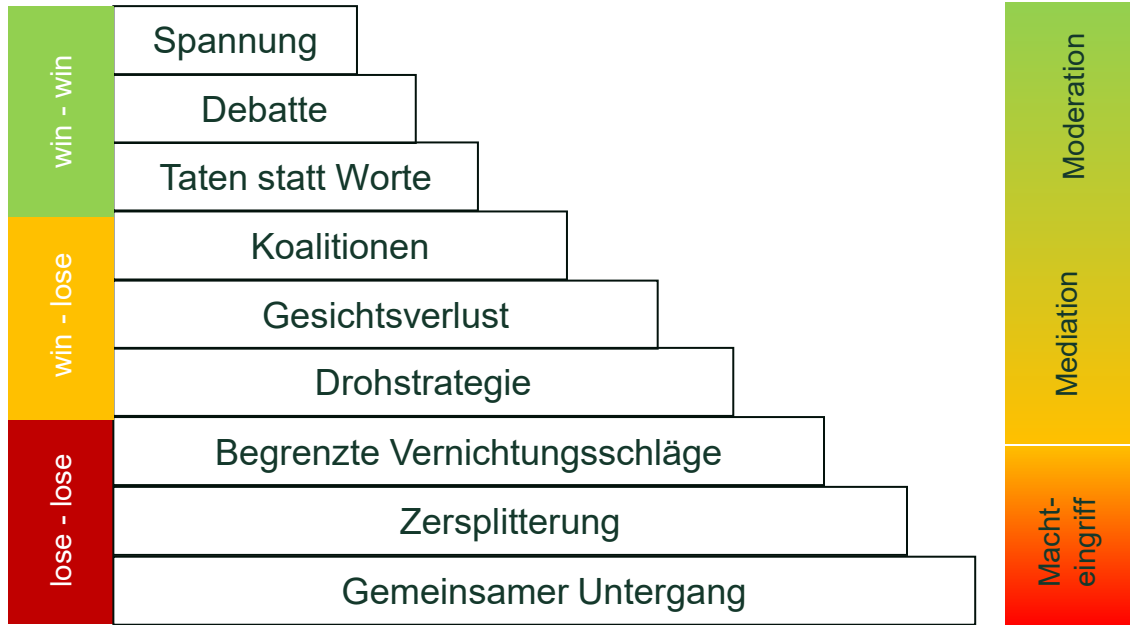 win - win
Spannung
Debatte
Taten statt Worte
win - lose
Koalitionen
Gesichtsverlust
Drohstrategie
lose - lose
Begrenzte Vernichtungsschläge
Zersplitterung
Gemeinsamer Untergang
Moderation
Mediation
Macht-
eingriff